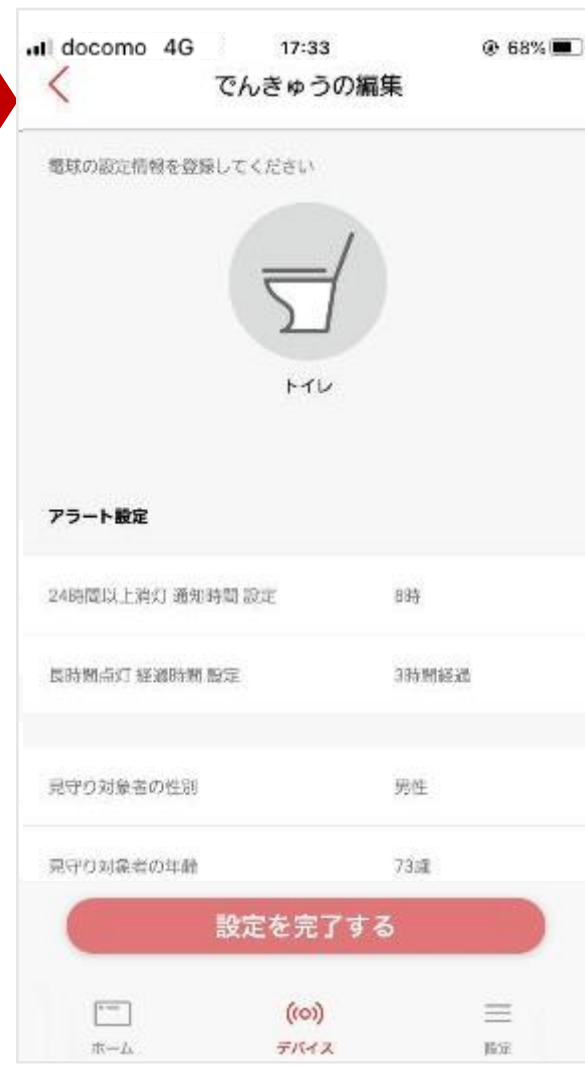 docomo 4G 17:33 68%
でんきゅうの編集
電球の設定情報を登録してください
トイレ
アラート設定
24時間以上消灯 通知時間 設定 8時
長時間点灯 経過時間 設定 3時間経過
見守り対象者の性別 男性
見守り対象者の年齢 73歳
設定を完了する
ホーム デバイス 設定